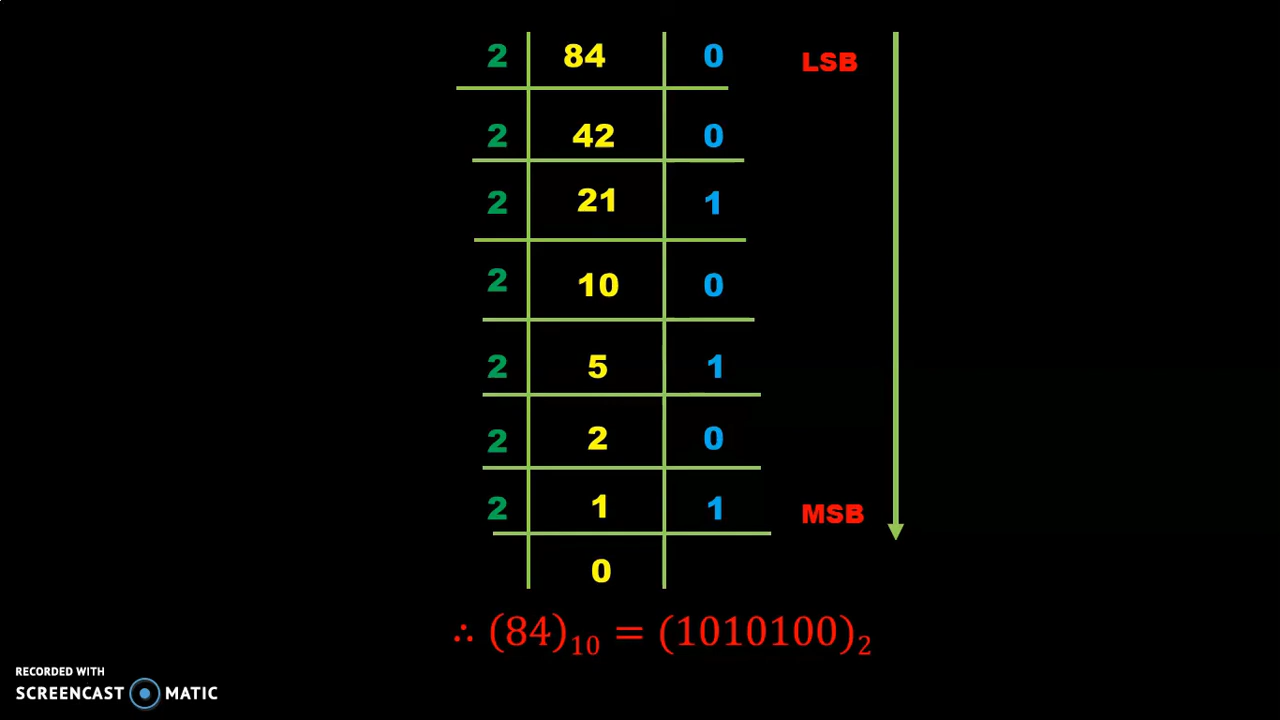 2 84 0 LSB
2 42 0
2 21 1
2 10 0
2 5 1
2 2 0
2 1 1 MSB
0
∴ (84)₁₀ = (1010100)₂
RECORDED WITH
SCREENCAST MATIC